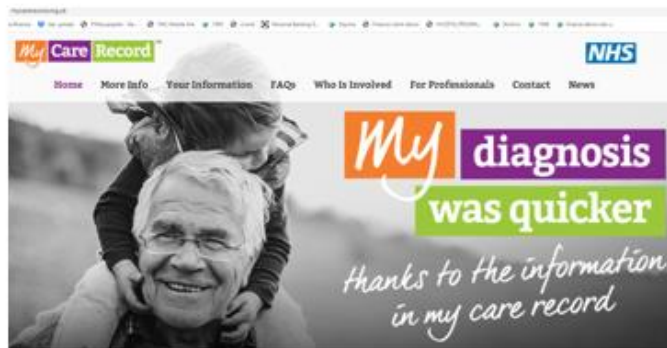 My Care Record
NHS
Home More Info Your Information FAQs Who Is Involved For Professionals Contact News
My diagnosis
was quicker
thanks to the information
in my care record